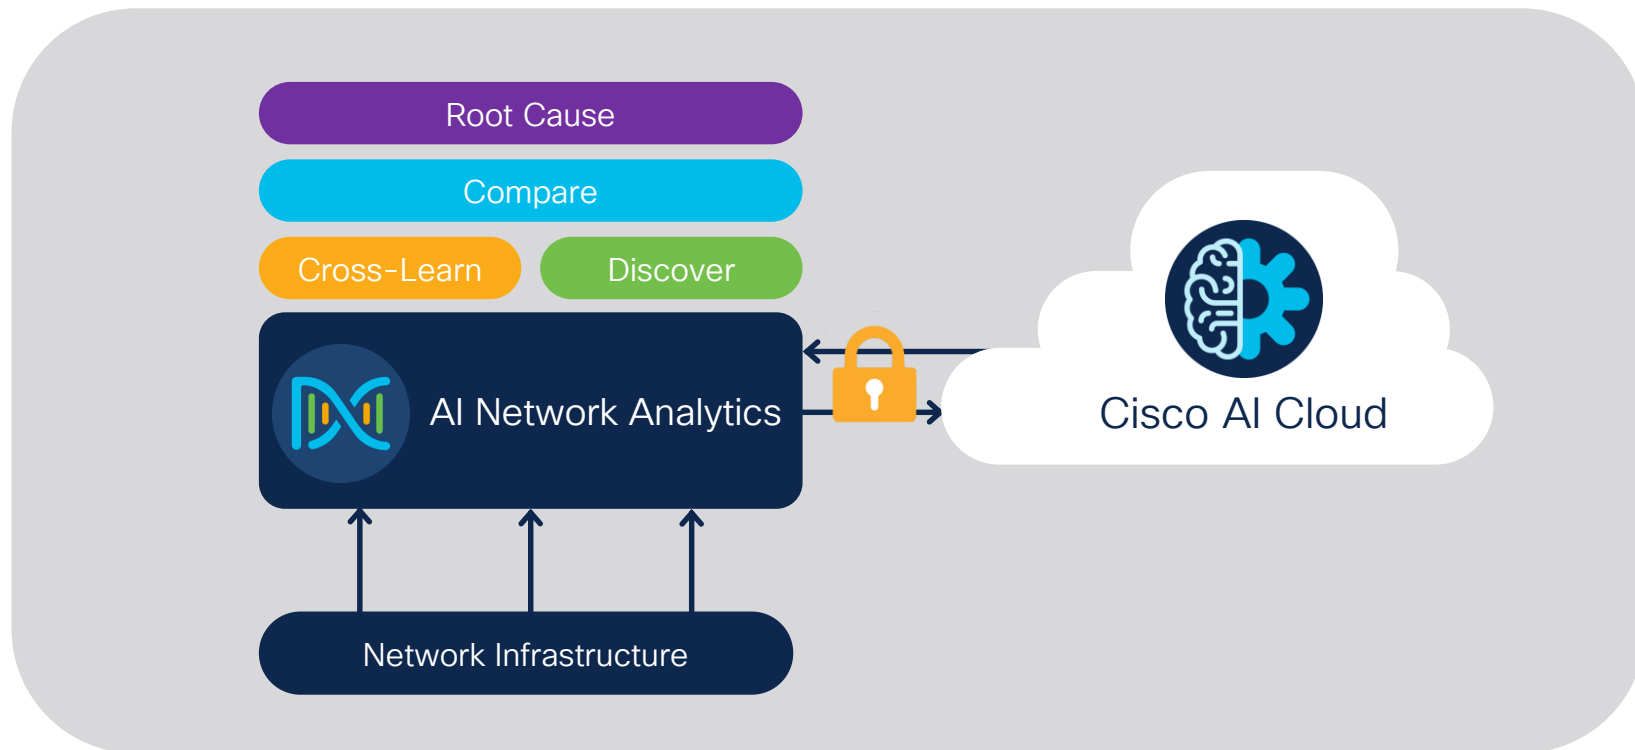 Root Cause
Compare
Cross-Learn
Discover
AI Network Analytics
Cisco AI Cloud
Network Infrastructure